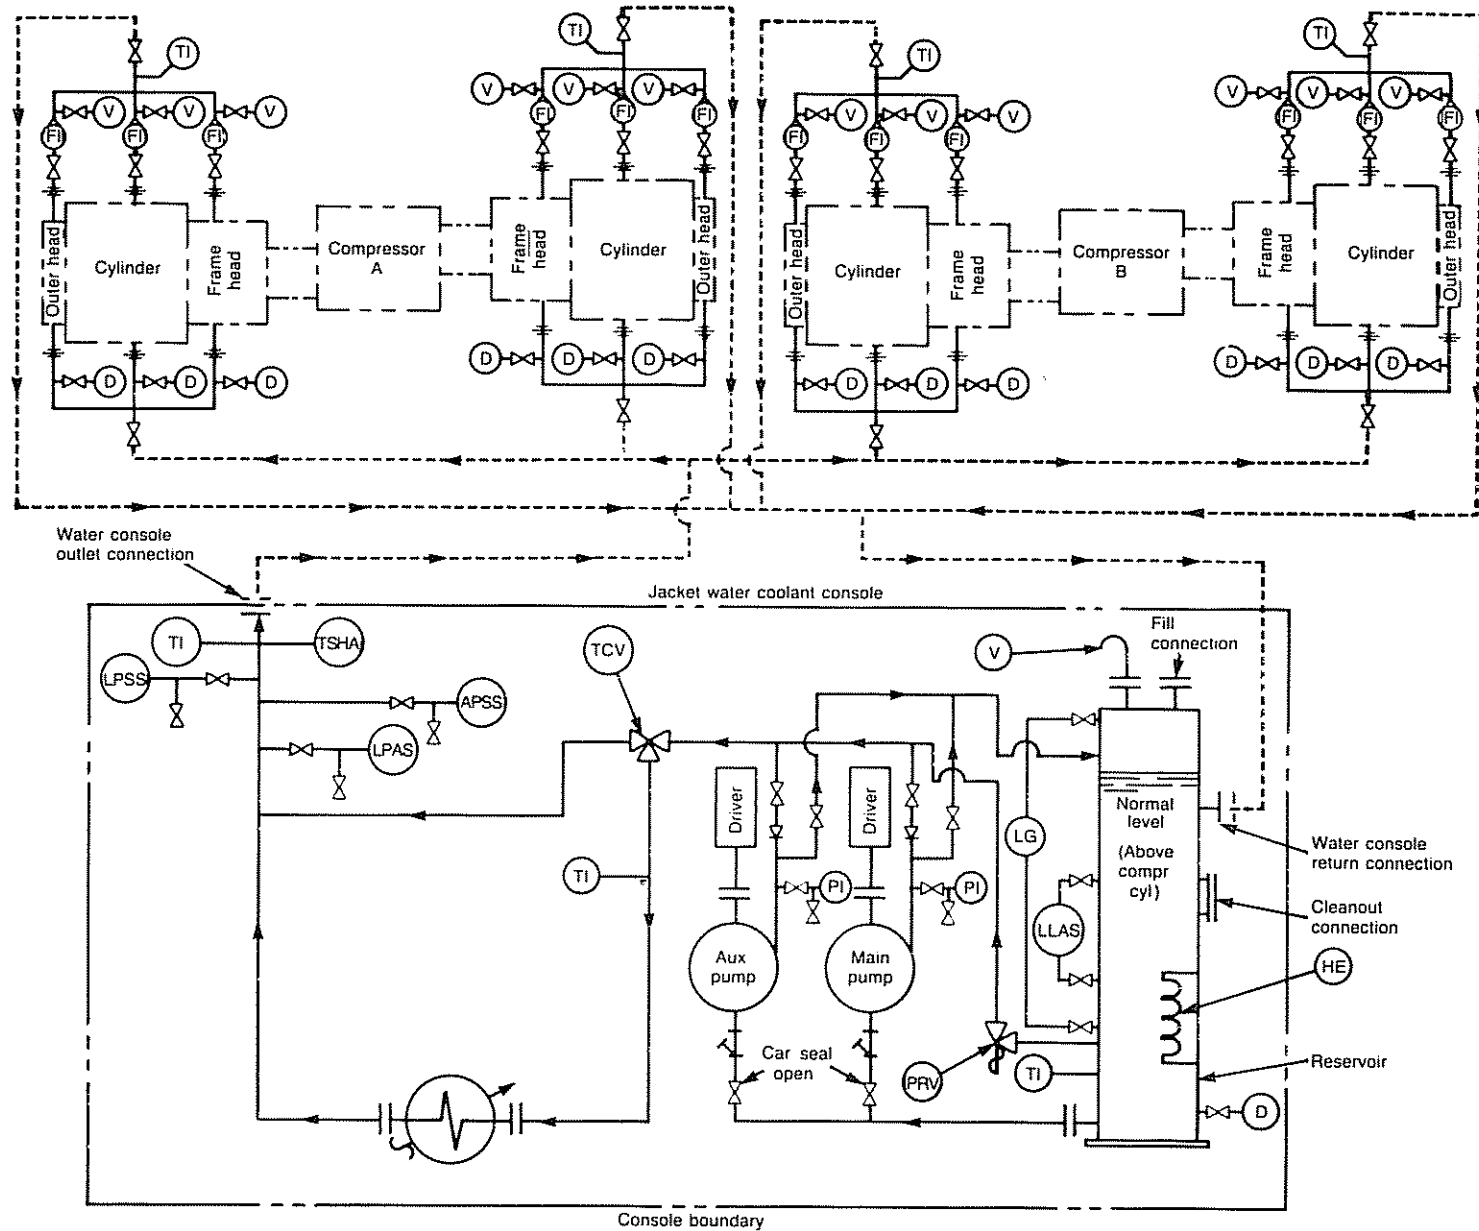 TI
TI
TI
TI
V
V
V
V
V
V
V
V
V
V
V
V
FI
FI
FI
FI
FI
FI
FI
FI
FI
FI
FI
FI
Outer head
Cylinder
Frame
head
Compressor
A
Frame
head
Cylinder
Outer head
Outer head
Cylinder
Frame
head
Compressor
B
Frame
head
Cylinder
Outer head
D
D
D
D
D
D
D
D
D
D
D
D
Water console
outlet connection
Jacket water coolant console
TI
TSHA
LPSS
APSS
LPAS
TCV
V
Fill
connection
Driver
Driver
TI
PI
PI
LG
Normal
level
(Above
compr
cyl)
Water console
return connection
LLAS
Cleanout
connection
Aux
pump
Main
pump
HE
Car seal
open
PRV
TI
Reservoir
D
Console boundary